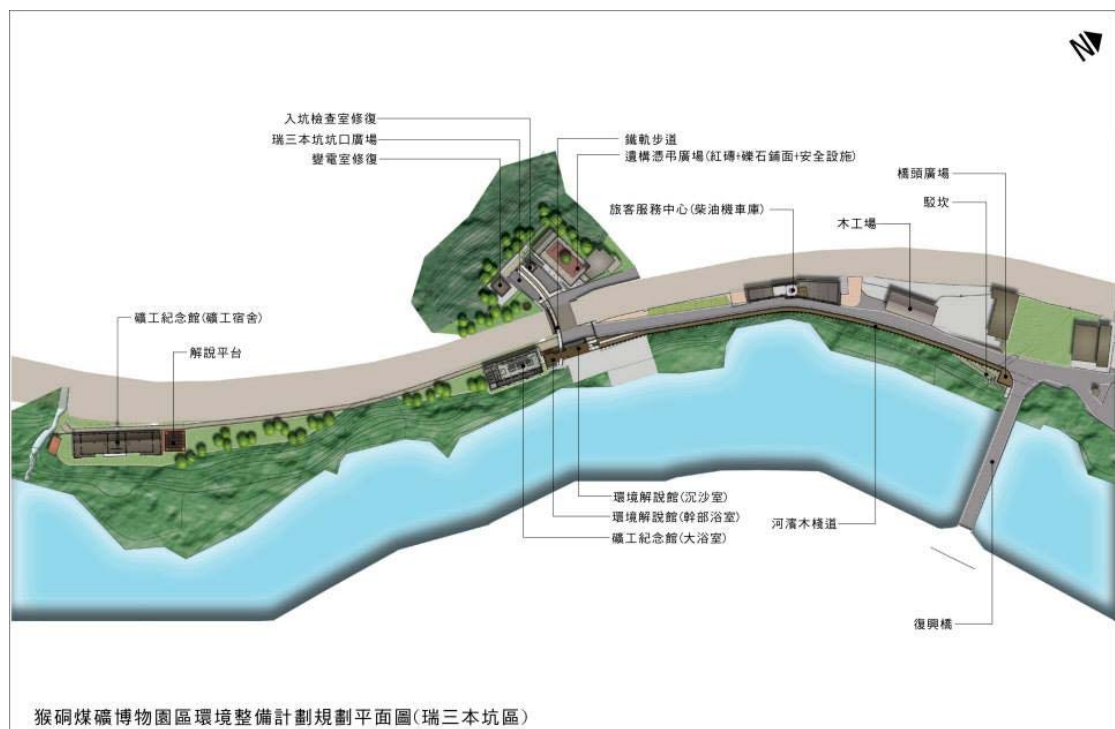 N
入坑檢查室修復
瑞三本坑坑口廣場
變電室修復
鐵軌步道
遺構憑弔廣場(紅磚+礫石鋪面+安全設施)
旅客服務中心(柴油機車庫)
木工場
橋頭廣場
駁坎
礦工紀念館(礦工宿舍)
解說平台
環境解說館(沉沙室)
環境解說館(幹部浴室)
礦工紀念館(大浴室)
河濱木棧道
復興橋
猴硐煤礦博物園區環境整備計劃規劃平面圖(瑞三本坑區)